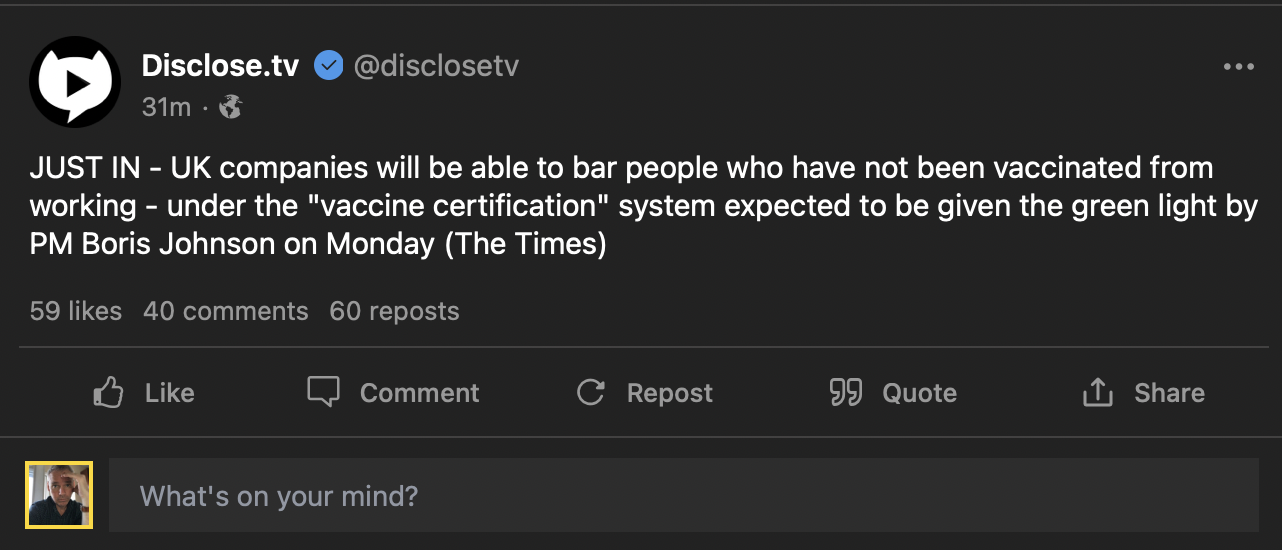 Disclose.tv @disclosetv
31m ·
JUST IN - UK companies will be able to bar people who have not been vaccinated from
working - under the "vaccine certification" system expected to be given the green light by
PM Boris Johnson on Monday (The Times)
59 likes 40 comments 60 reposts
Like Comment Repost Quote Share
What's on your mind?